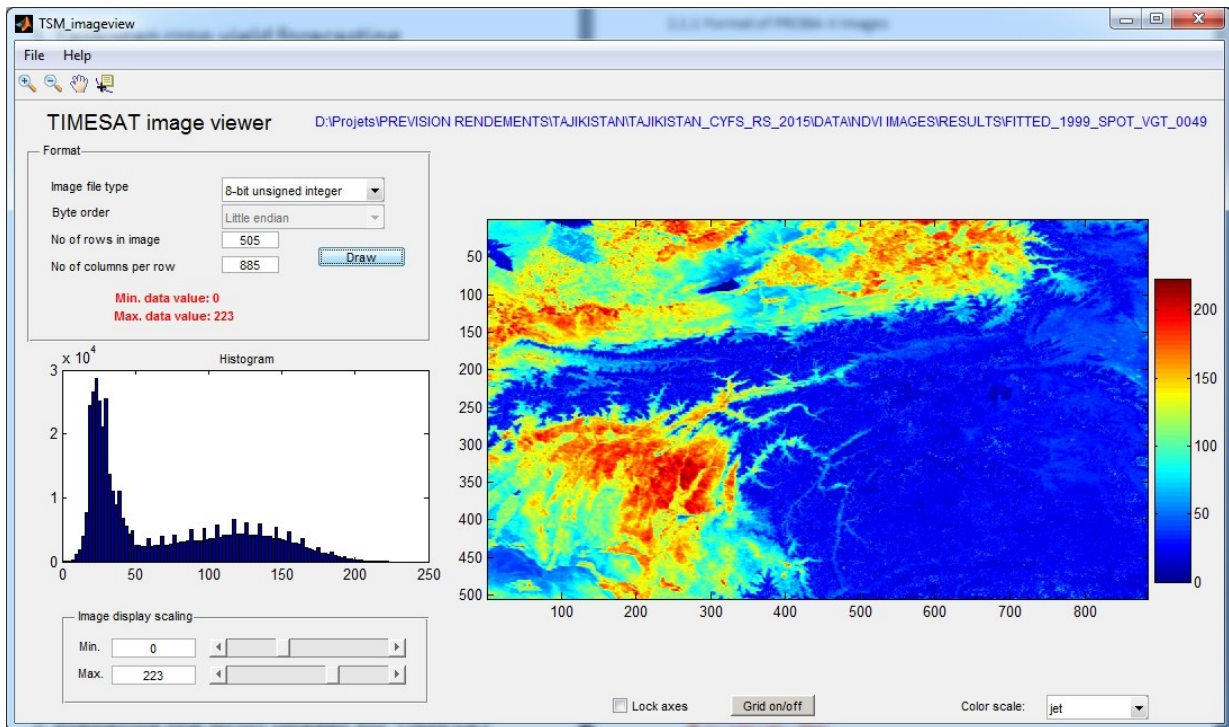 TSM_imageview
File Help
TIMESAT image viewer
D:\Projets\PREVISION RENDEMENTS\TAJIKISTAN\TAJIKISTAN_CYFS_RS_2015\DATA\NDVI IMAGES\RESULTS\FITTED_1999_SPOT_VGT_0049
Format
Image file type 8-bit unsigned integer
Byte order Little endian
No of rows in image 505
No of columns per row 885
Draw
Min. data value: 0
Max. data value: 223
x 10^4
Histogram
3
2
1
0
0 50 100 150 200 250
Image display scaling
Min. 0
Max. 223
50
100
150
200
250
300
350
400
450
500
100 200 300 400 500 600 700 800
200
150
100
50
0
Lock axes
Grid on/off
Color scale: jet